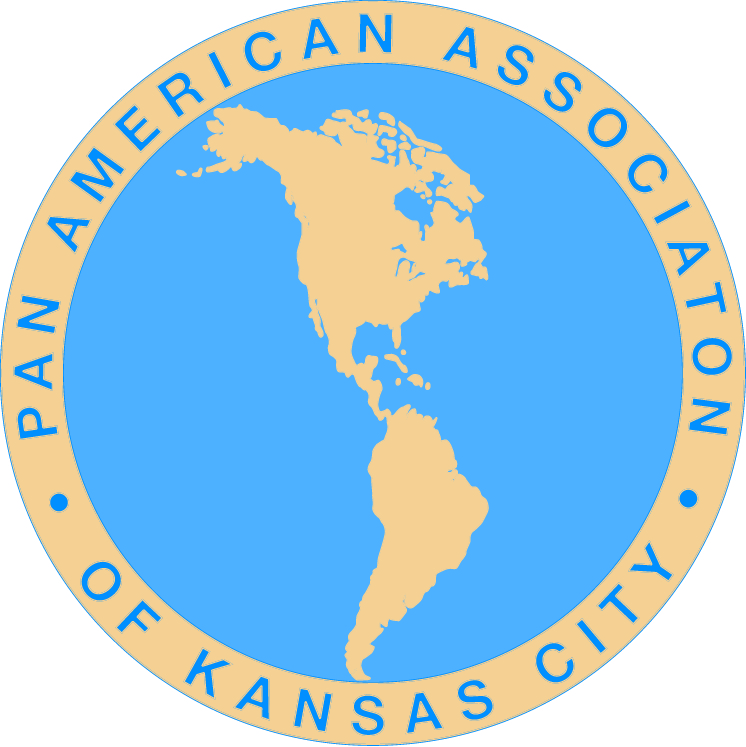 PAN AMERICAN ASSOCIATON
• OF KANSAS CITY •